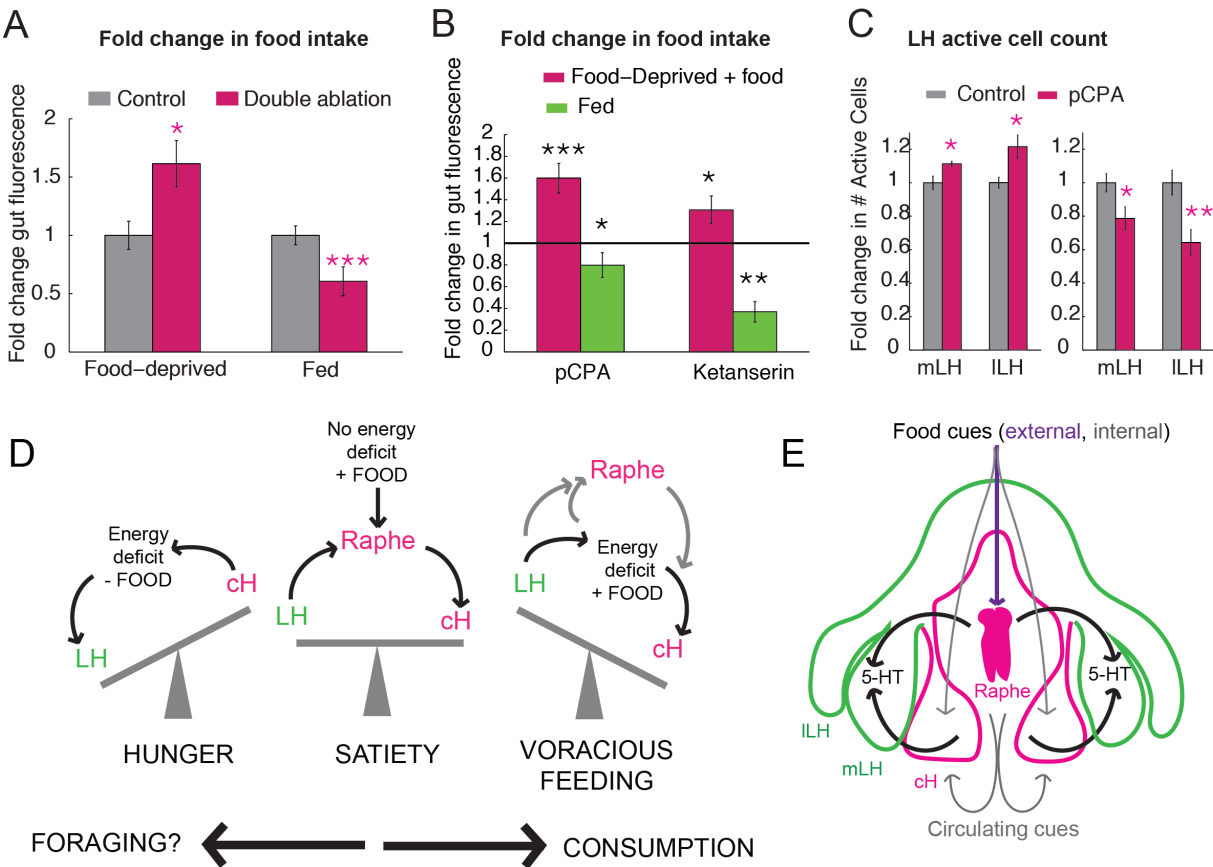 A
Fold change in food intake
Control
Double ablation
Fold change gut fluorescence
2
1.5
1
0.5
0
*
***
Food–deprived
Fed
B
Fold change in food intake
Food–Deprived + food
Fed
Fold change in gut fluorescence
2
1.8
1.6
1.4
1.2
1
0.8
0.6
0.4
0.2
0
***
*
*
**
pCPA
Ketanserin
C
LH active cell count
Control
pCPA
Fold change in # Active Cells
1.2
1
0.8
0.6
0.4
0.2
0
*
*
mLH
lLH
1.2
1
0.8
0.6
0.4
0.2
0
*
**
mLH
lLH
D
Energy
deficit
- FOOD
cH
LH
HUNGER
No energy
deficit
+ FOOD
Raphe
LH
cH
SATIETY
Raphe
LH
Energy
deficit
+ FOOD
cH
VORACIOUS
FEEDING
FORAGING?
CONSUMPTION
E
Food cues (external, internal)
5-HT
5-HT
Raphe
lLH
mLH
cH
Circulating cues